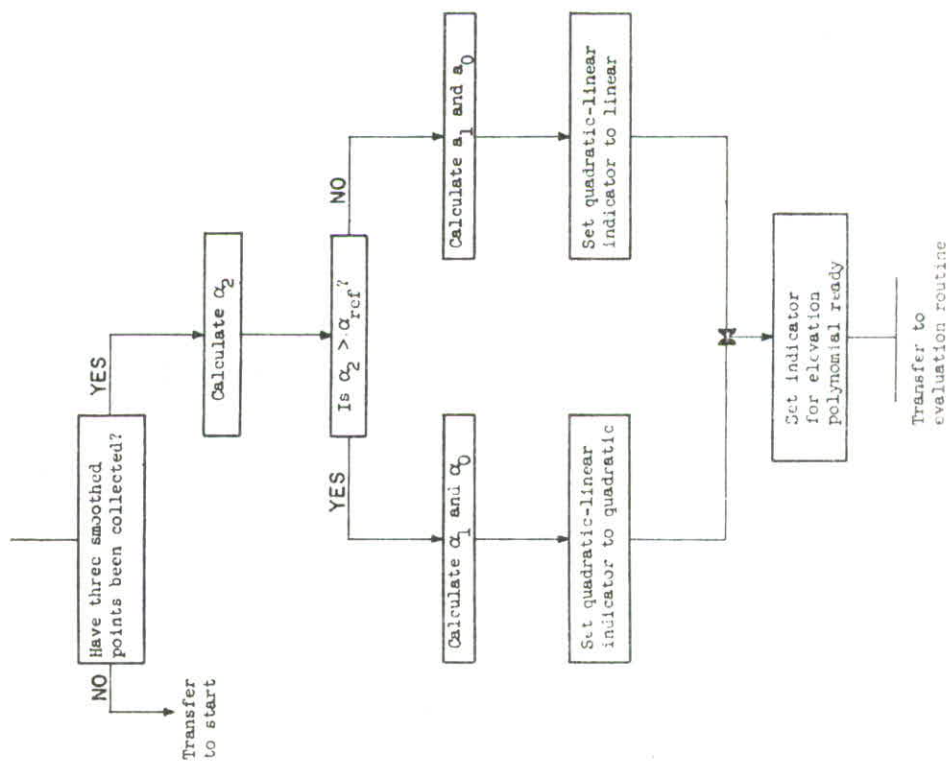 Have three smoothed
points been collected?
NO
Transfer
to start
YES
Calculate α₂
Is α₂ > α_ref?
YES
NO
Calculate α₁ and α₀
Calculate a₁ and a₀
Set quadratic-linear
indicator to quadratic
Set quadratic-linear
indicator to linear
Set indicator
for elevation
polynomial ready
Transfer to
evaluation routine